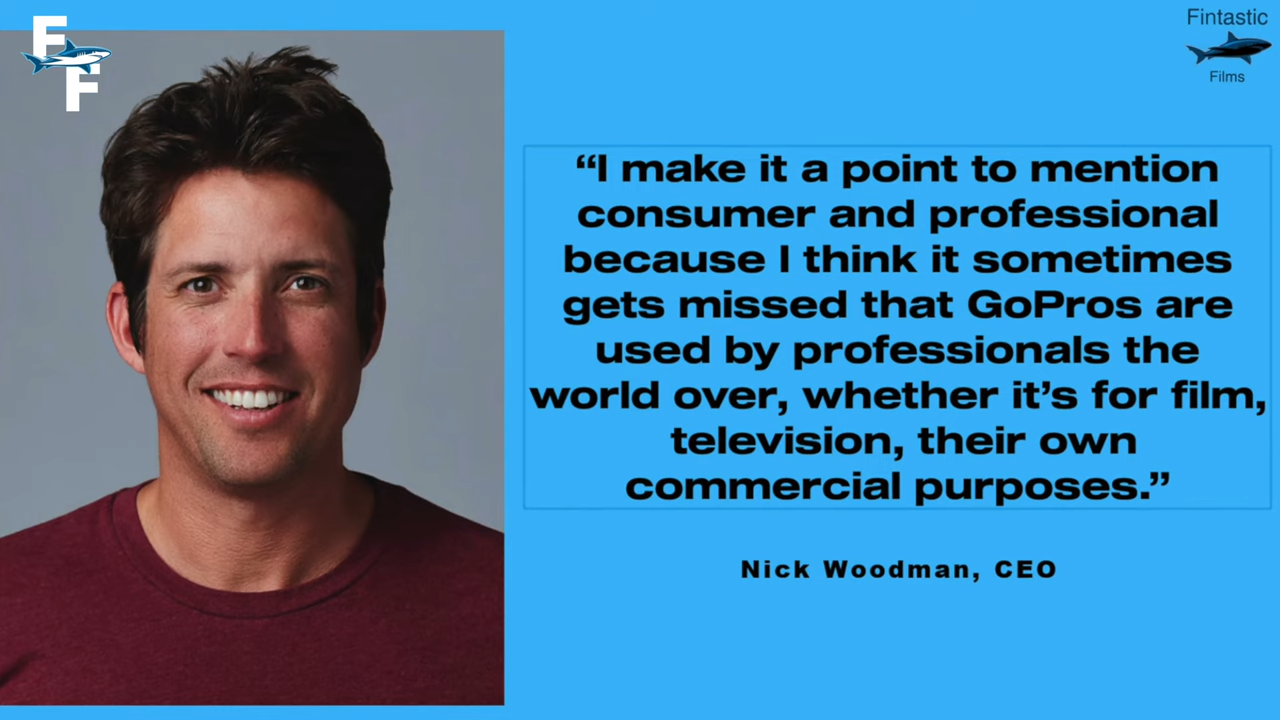 F
F
Fintastic
Films
“I make it a point to mention
consumer and professional
because I think it sometimes
gets missed that GoPros are
used by professionals the
world over, whether it’s for film,
television, their own
commercial purposes.”
Nick Woodman, CEO